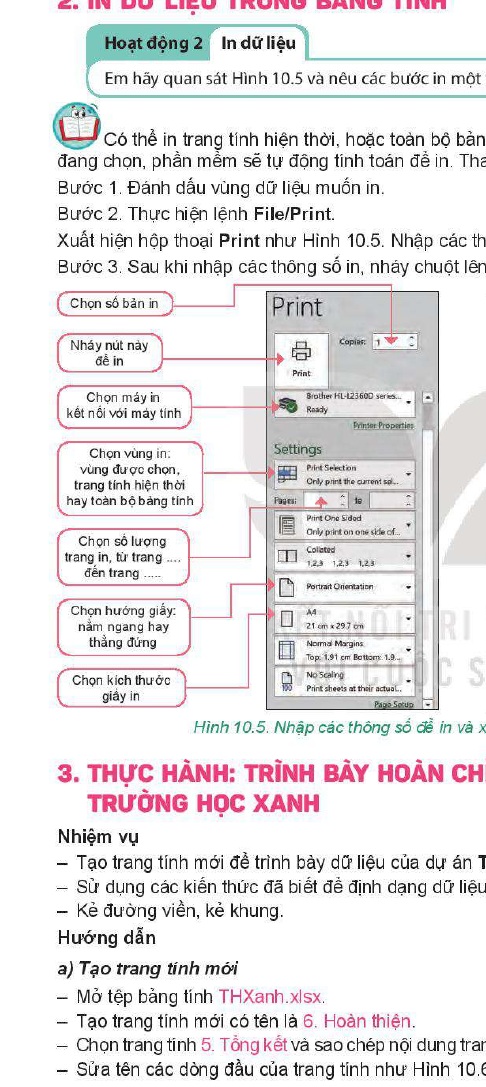 2. IN DỮ LIỆU TRONG BẢNG TÍNH
Hoạt động 2 In dữ liệu
Em hãy quan sát Hình 10.5 và nêu các bước in một
Có thể in trang tính hiện thời, hoặc toàn bộ bản
đang chọn, phần mềm sẽ tự động tính toán để in. Tha
Bước 1. Đánh dấu vùng dữ liệu muốn in.
Bước 2. Thực hiện lệnh File/Print.
Xuất hiện hộp thoại Print như Hình 10.5. Nhập các th
Bước 3. Sau khi nhập các thông số in, nháy chuột lên
Chọn số bản in
Nháy nút này
để in
Chọn máy in
kết nối với máy tính
Chọn vùng in:
vùng được chọn,
trang tính hiện thời
hay toàn bộ bảng tính
Chọn số lượng
trang in, từ trang ....
đến trang .....
Chọn hướng giấy:
nằm ngang hay
thẳng đứng
Chọn kích thước
giấy in
Print
Copies: 1
Print
Brother HL-L2360D series...
Ready
Printer Properties
Settings
Print Selection
Only print the current sel...
Pages: to
Print One Sided
Only print on one side of...
Collated
1,2,3 1,2,3 1,2,3
Portrait Orientation
A4
21 cm x 29.7 cm
Normal Margins
Top: 1.91 cm Bottom: 1.9...
No Scaling
100 Print sheets at their actual...
Page Setup
KẾT NỐI TRI
VỚI CUỘC S
Hình 10.5. Nhập các thông số để in và x
3. THỰC HÀNH: TRÌNH BÀY HOÀN CHỈ
TRƯỜNG HỌC XANH
Nhiệm vụ
– Tạo trang tính mới để trình bày dữ liệu của dự án T
– Sử dụng các kiến thức đã biết để định dạng dữ liệu
– Kẻ đường viền, kẻ khung.
Hướng dẫn
a) Tạo trang tính mới
– Mở tệp bảng tính THXanh.xlsx.
– Tạo trang tính mới có tên là 6. Hoàn thiện.
– Chọn trang tính 5. Tổng kết và sao chép nội dung tran
– Sửa tên các dòng đầu của trang tính như Hình 10.6